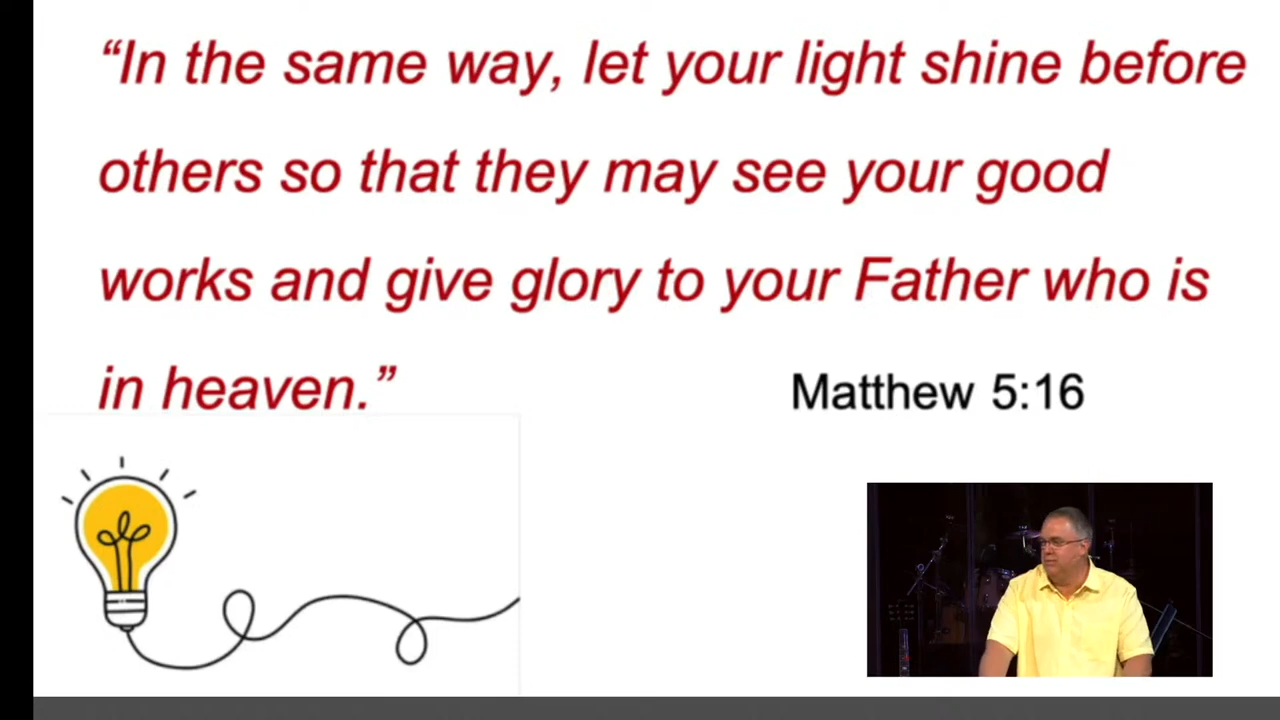 “In the same way, let your light shine before
others so that they may see your good
works and give glory to your Father who is
in heaven.”
Matthew 5:16